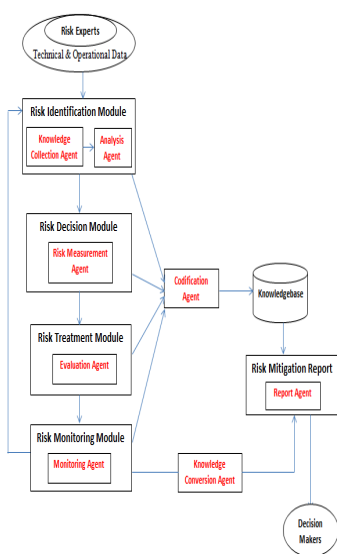 Risk Experts
Technical & Operational Data
Risk Identification Module
Knowledge
Collection Agent
Analysis
Agent
Risk Decision Module
Risk Measurement
Agent
Codification
Agent
Knowledgebase
Risk Treatment Module
Evaluation Agent
Risk Mitigation Report
Report Agent
Risk Monitoring Module
Monitoring Agent
Knowledge
Conversion Agent
Decision
Makers